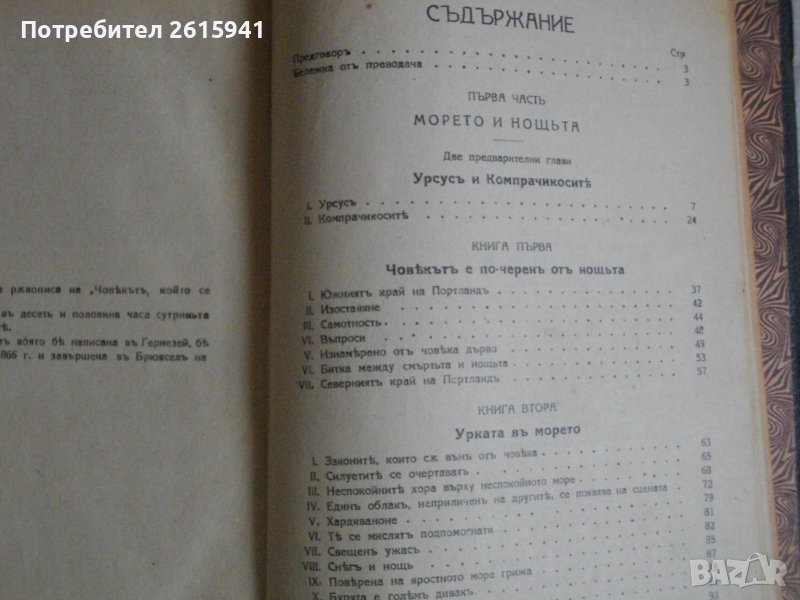 Потребител 2615941
а ржкописа на „Човѣкътъ, който се
въ десетъ и половина часа сутриньта
тъ която бѣ написана въ Гернезей, бѣ
866 г. и завършена въ Брюкселъ на
СЪДЪРЖАНИЕ
Стр
Предговоръ 3
Бележка отъ преводача 3
ПЪРВА ЧАСТЬ
МОРЕТО И НОЩЬТА
Две предварителни глави
Урсусъ и Компрачикоситѣ
I. Урсусъ 7
II. Компрачикоситѣ 24
КНИГА ПЪРВА
Човѣкътъ е по-черенъ отъ нощьта
I. Южниятъ край на Портландъ 37
II. Изоставяне 42
III. Самотность 44
VI. Въпроси 48
V. Изнамѣрено отъ човѣка дърво 49
VI. Битка между смъртьта и нощьта 53
VII. Северниятъ край на Портландъ 57
КНИГА ВТОРА
Урката въ морето
I. Законитѣ, които сѫ вънъ отъ човѣка 63
II. Силуетитѣ се очертаватъ 65
III. Неспокойнитѣ хора върху неспокойното море 68
IV. Единъ облакъ, неприличенъ на другитѣ, се появява на сцената 72
V. Хардкваноне 79
VI. Тѣ се мислятъ подпомогнати 81
VII. Свещенъ ужасъ 82
VIII. Снѣгъ и нощь 85
IX. Повѣрена на яростното море грижа 87
X. Бурята е голѣмъ дивакъ 93
BAZAR